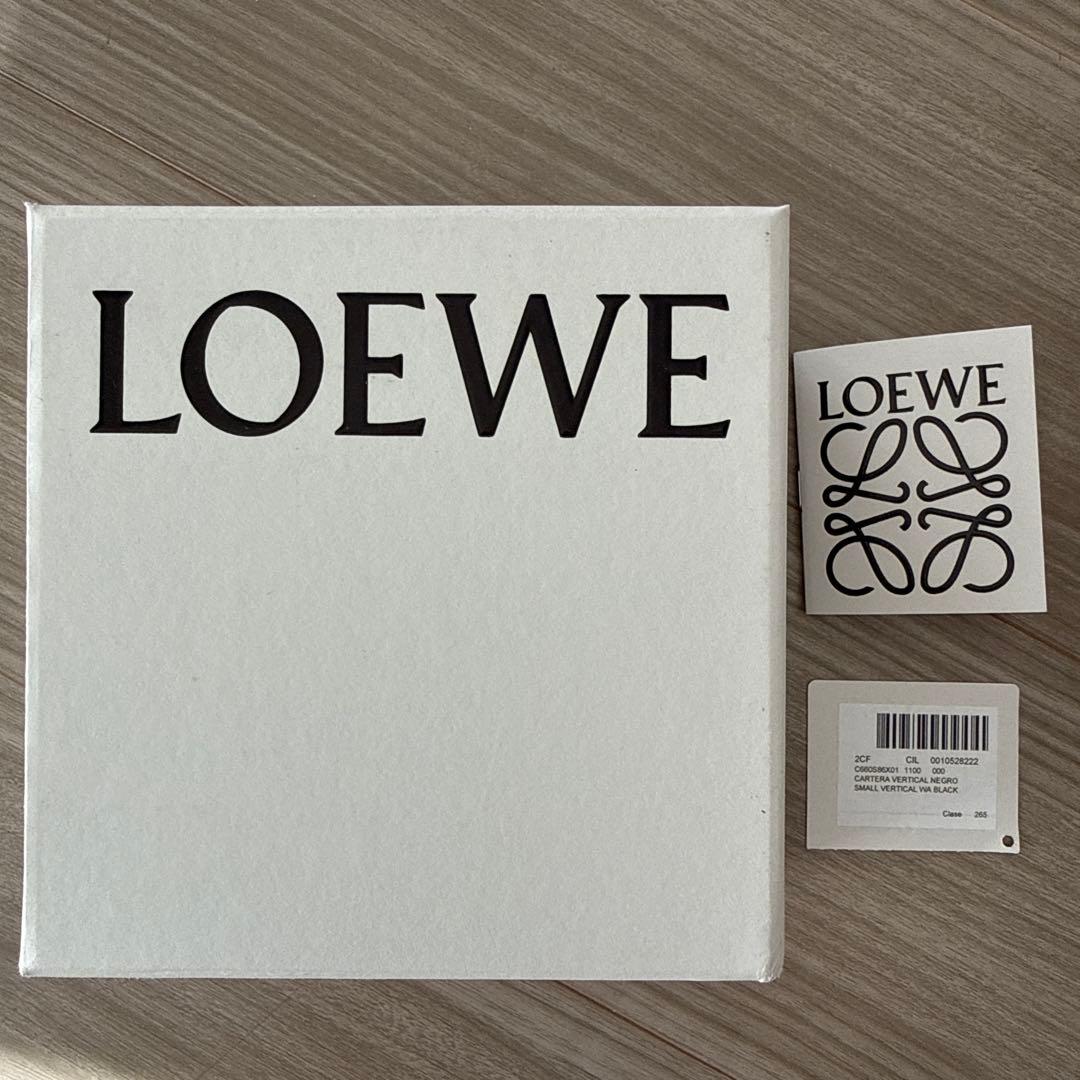 LOEWE
LOEWE
2CF CIL 0010528222
C660S86X01 1100 000
CARTERA VERTICAL NEGRO
SMALL VERTICAL WA BLACK
Clase 265